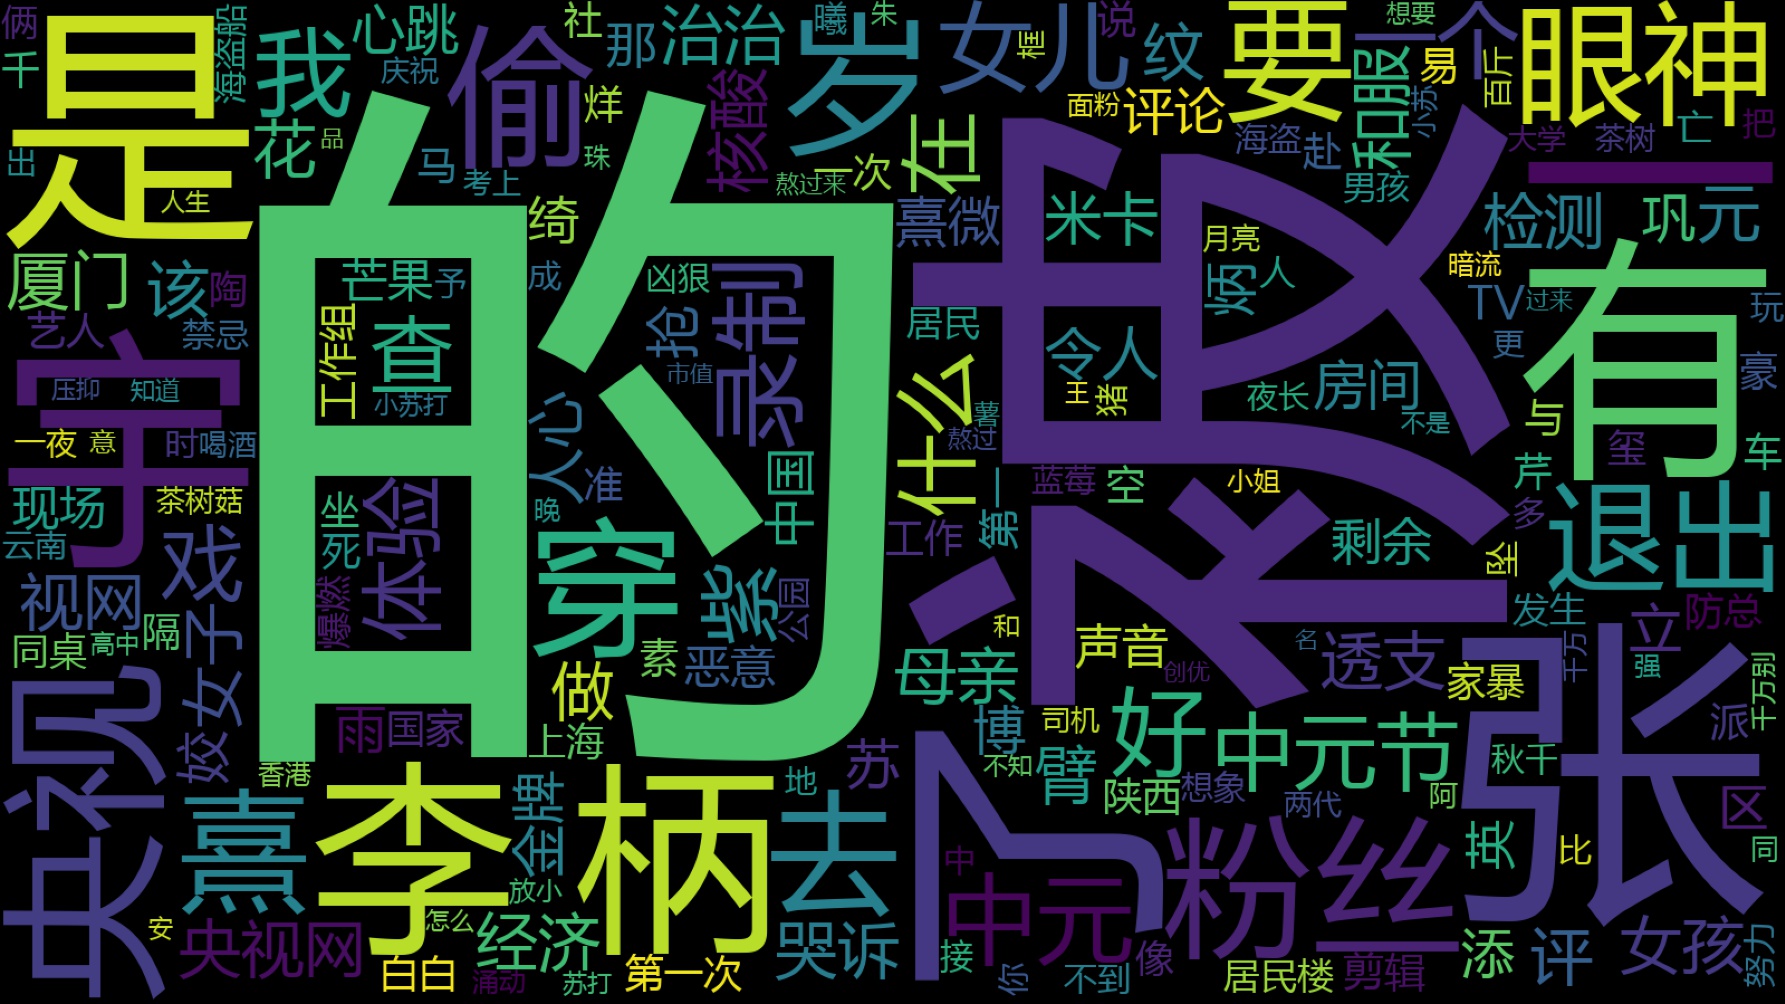 俩
是
海盗船
我
心跳
偷
社
那
治治
岁
曦
朱
女儿
框
说
纹
要
想要
一个
眼神
千
庆祝
烊
核酸
面粉
评论
和服
易
百斤
小苏
花
品
马
考上
珠
熬过来
一次
在
海盗
赴
男孩
大学
茶树
亡
把
出
人生
绮
熹微
米卡
月亮
一
检测
巩
元
厦门
该
陶
芒果
予
成
的
凶狠
录制
没
炳
人
暗流
TV
过来
有
玩
艺人
禁忌
工作组
查
抢
居民
令人
更
豪
宁
压抑
知道
小苏打
市值
什么
薯
王
猪
夜长
房间
不是
一夜
意
时
喝酒
人心
熬过
与
玺
车
现场
茶树菇
坐
体验
准
中国
第一
蓝莓
空
小姐
芹
多
云南
戏
死
晚
穿
工作
添
剩余
坠
退出
视网
爆燃
紫
公园
发生
立
防总
同桌
高中
隔
姣女子
素
恶意
和
声音
创优
名
透支
千万
家暴
强
千万别
央视
雨
国家
做
上海
母亲
博
司机
好
中元节
张
派
香港
李
金牌
柄
地
苏
不知
臂
陕西
想象
两代
阿
秋千
区
熹
去
了
粉丝
英
比
同
放小
中
中元
安
央视网
怎么
经济
白白
涌动
苏打
第一次
哭诉
接
你
不到
像
居民楼
剪辑
添
评
女孩
努力